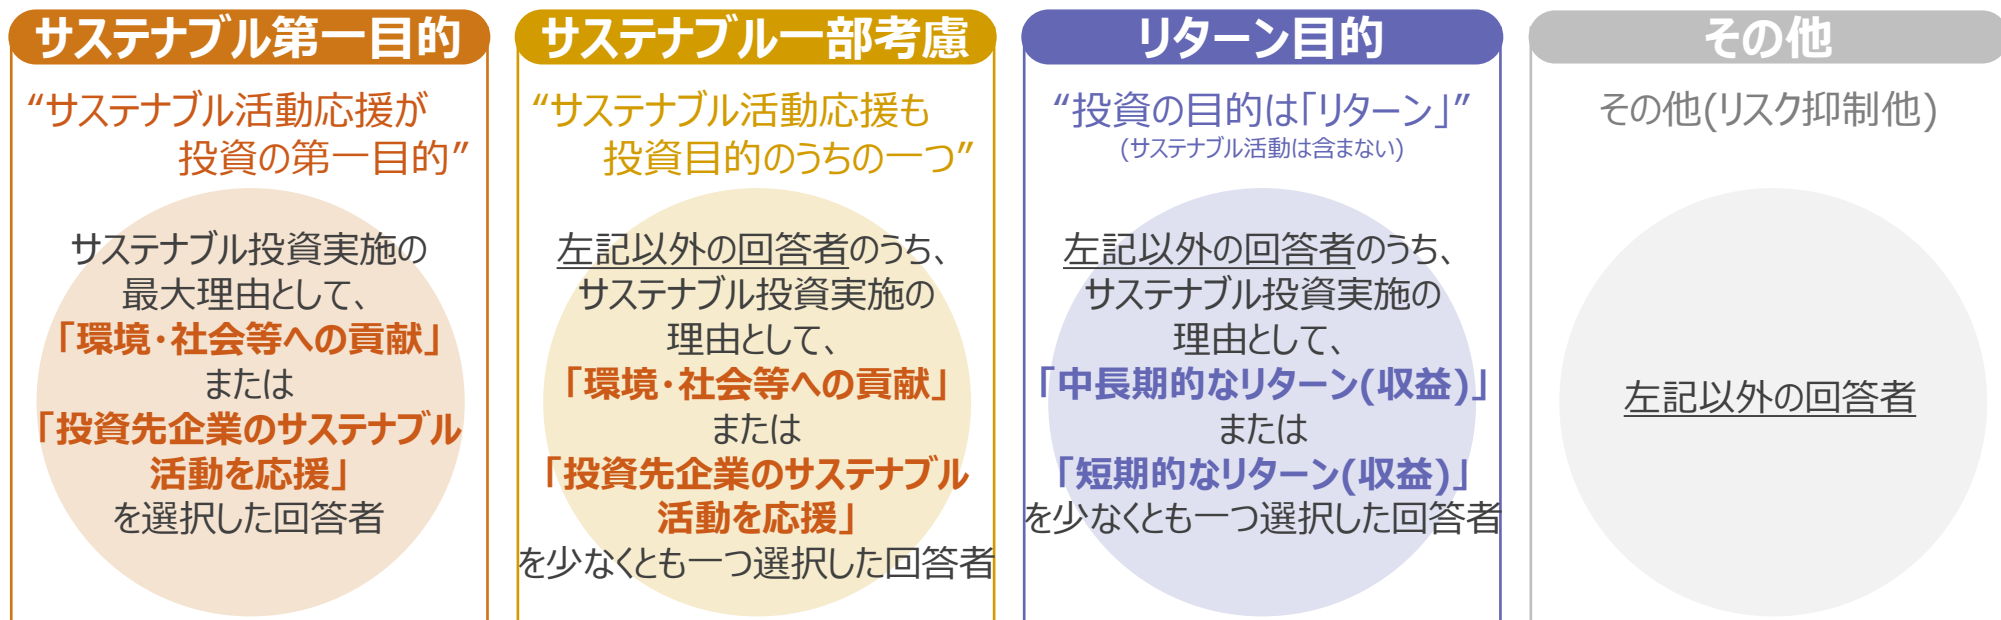 サステナブル第一目的
“サステナブル活動応援が
投資の第一目的”
サステナブル投資実施の
最大理由として、
「環境・社会等への貢献」
または
「投資先企業のサステナブル
活動を応援」
を選択した回答者
サステナブル一部考慮
“サステナブル活動応援も
投資目的のうちの一つ”
左記以外の回答者のうち、
サステナブル投資実施の
理由として、
「環境・社会等への貢献」
または
「投資先企業のサステナブル
活動を応援」
を少なくとも一つ選択した回答者
リターン目的
“投資の目的は「リターン」”
(サステナブル活動は含まない)
左記以外の回答者のうち、
サステナブル投資実施の
理由として、
「中長期的なリターン(収益)」
または
「短期的なリターン(収益)」
を少なくとも一つ選択した回答者
その他
その他(リスク抑制他)
左記以外の回答者